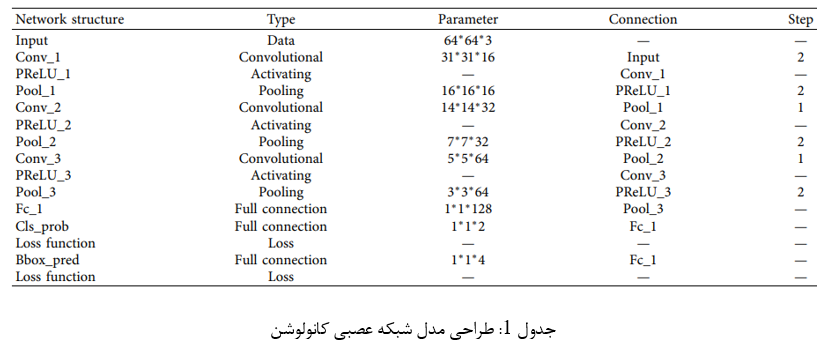 Network structure Type Parameter Connection Step
Input Data 64*64*3 — —
Conv_1 Convolutional 31*31*16 Input 2
PReLU_1 Activating — Conv_1 —
Pool_1 Pooling 16*16*16 PReLU_1 2
Conv_2 Convolutional 14*14*32 Pool_1 1
PReLU_2 Activating — Conv_2 —
Pool_2 Pooling 7*7*32 PReLU_2 2
Conv_3 Convolutional 5*5*64 Pool_2 1
PReLU_3 Activating — Conv_3 —
Pool_3 Pooling 3*3*64 PReLU_3 2
Fc_1 Full connection 1*1*128 Pool_3 —
Cls_prob Full connection 1*1*2 Fc_1 —
Loss function Loss — — —
Bbox_pred Full connection 1*1*4 Fc_1 —
Loss function Loss — — —
جدول 1: طراحی مدل شبکه عصبی کانولوشن